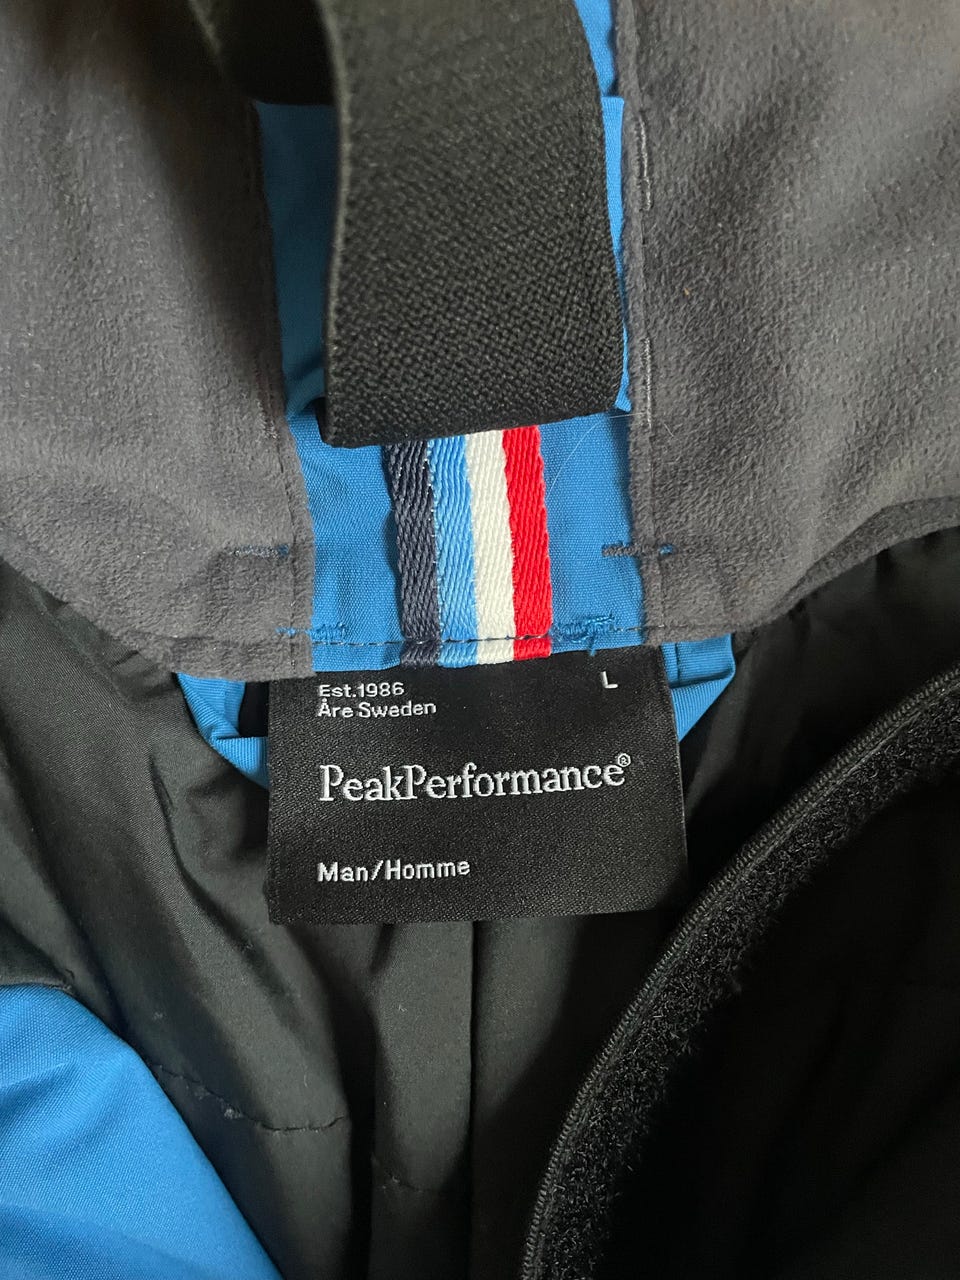 Est.1986
Åre Sweden
L
PeakPerformance®
Man/Homme